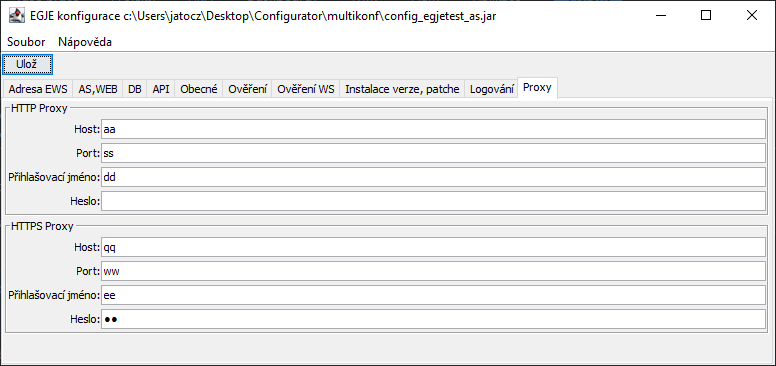 EGJE konfigurace c:\Users\jatocz\Desktop\Configurator\multikonf\config_egjetest_as.jar
Soubor Nápověda
Ulož
Adresa EWS AS,WEB DB API Obecné Ověření Ověření WS Instalace verze, patche Logování Proxy
HTTP Proxy
Host: aa
Port: ss
Přihlašovací jméno: dd
Heslo:
HTTPS Proxy
Host: qq
Port: ww
Přihlašovací jméno: ee
Heslo: ●●